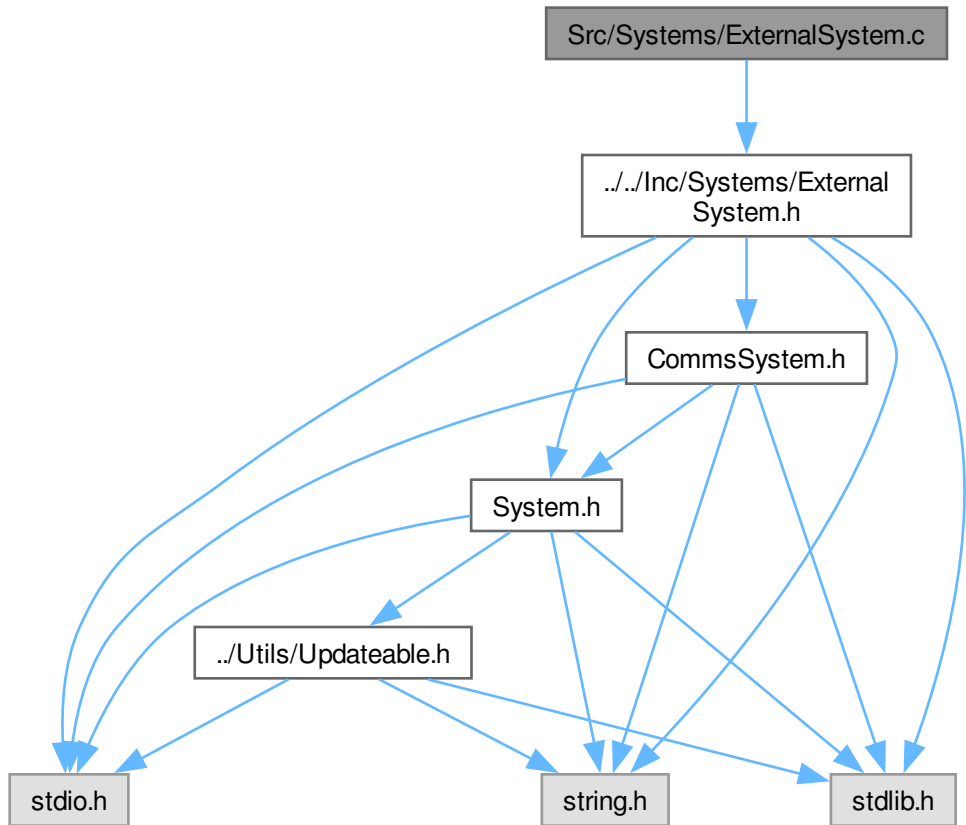 Src/Systems/ExternalSystem.c
../../Inc/Systems/External
System.h
CommsSystem.h
System.h
../Utils/Updateable.h
stdio.h
string.h
stdlib.h